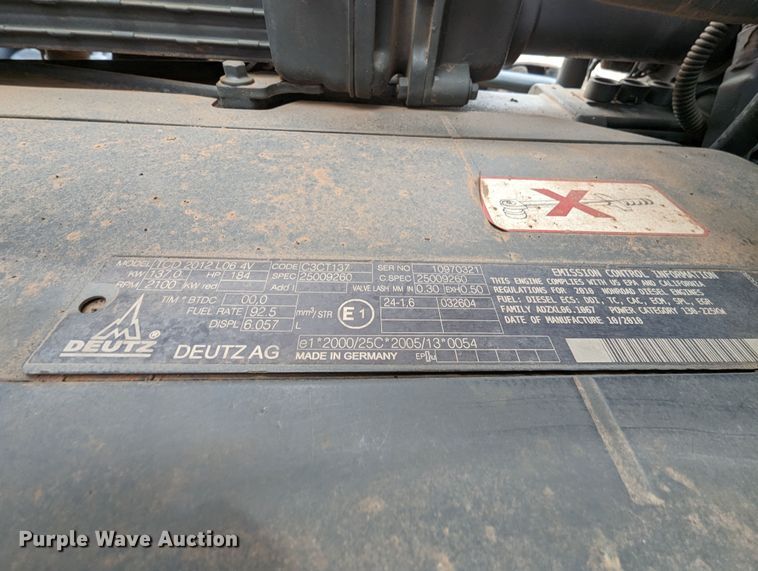 MODEL TCD 2012 L06 4V CODE C3CT137 SER NO 10970321
KW 137.0 HP 184 SPEC 25009260 C.SPEC 25009260
RPM 2100 KW red Add'l VALVE LASH MM IN 0.30 EXH 0.50
TIM ° BTDC 00.0 24-1.6 032604
FUEL RATE 92.5 mm³/STR E1
DISPL 6.057 L
DEUTZ
DEUTZ AG
e1*2000/25C*2005/13*0054
MADE IN GERMANY
EMISSION CONTROL INFORMATION
THIS ENGINE COMPLIES WITH US EPA AND CALIFORNIA
REGULATIONS FOR 2010 NONROAD DIESEL ENGINES
FUEL: DIESEL ECS: DDI, TC, CAC, ECM, SPL, EGR
FAMILY ADZXL06.1067 POWER CATEGORY 130-225KW
DATE OF MANUFACTURE 10/2010
Purple Wave Auction